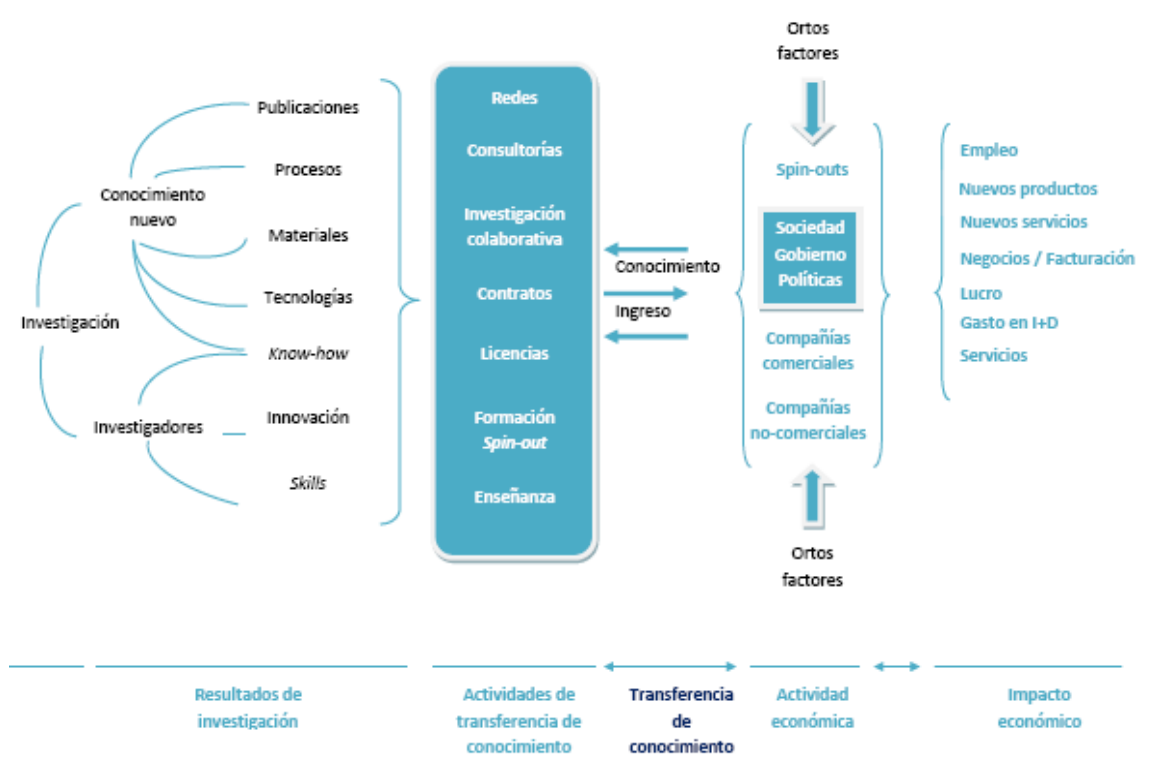 Ortos
factores
Publicaciones
Procesos
Conocimiento
nuevo
Materiales
Tecnologías
Investigación
Know-how
Investigadores
Innovación
Skills
Redes
Consultorías
Investigación
colaborativa
Contratos
Licencias
Formación
Spin-out
Enseñanza
Conocimiento
Ingreso
Spin-outs
Sociedad
Gobierno
Políticas
Compañías
comerciales
Compañías
no-comerciales
Ortos
factores
Empleo
Nuevos productos
Nuevos servicios
Negocios / Facturación
Lucro
Gasto en I+D
Servicios
Resultados de
investigación
Actividades de
transferencia de
conocimiento
Transferencia
de
conocimiento
Actividad
económica
Impacto
económico